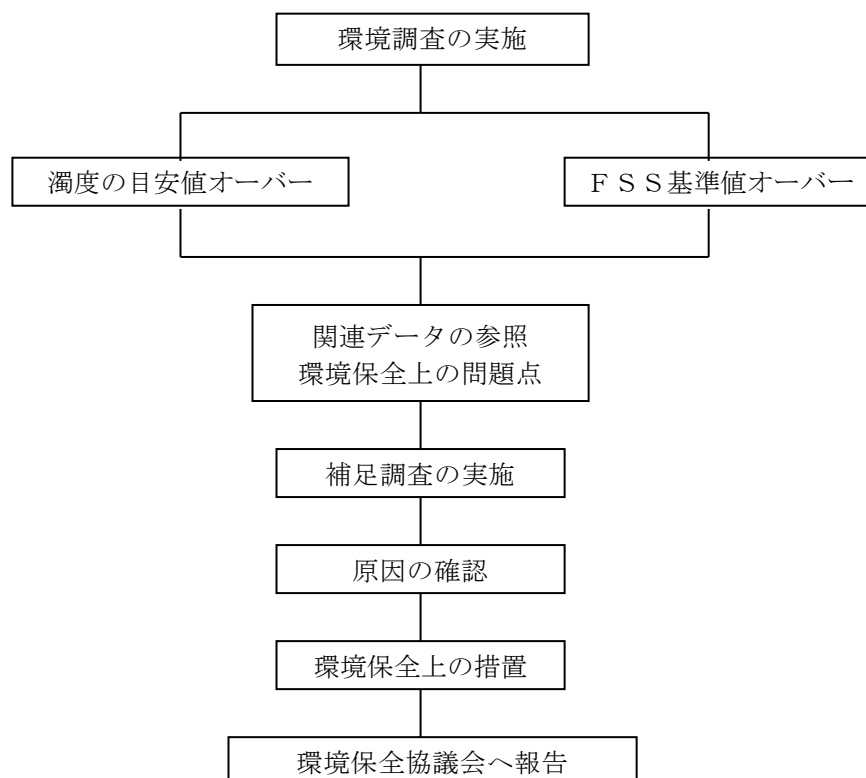 環境調査の実施
濁度の目安値オーバー
ＦＳＳ基準値オーバー
関連データの参照
環境保全上の問題点
補足調査の実施
原因の確認
環境保全上の措置
環境保全協議会へ報告